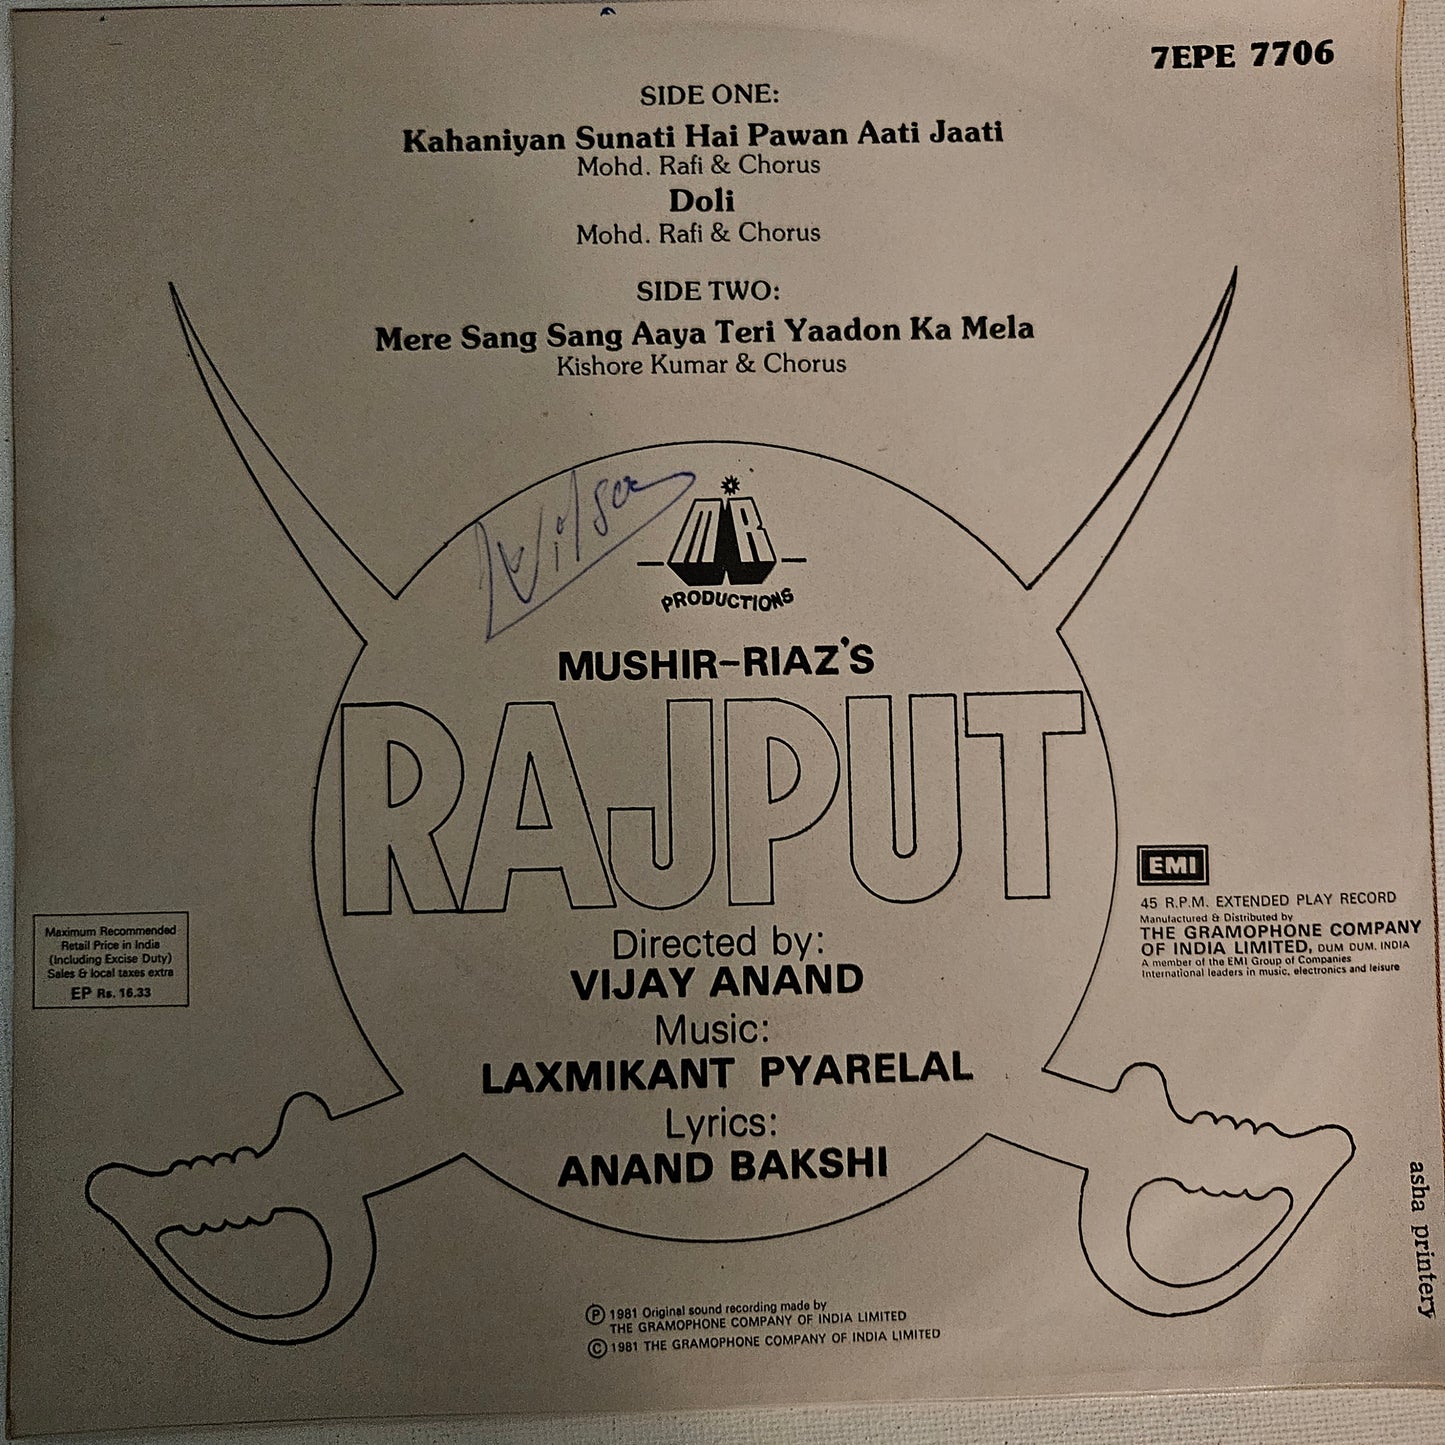 7EPE 7706
SIDE ONE:
Kahaniyan Sunati Hai Pawan Aati Jaati
Mohd. Rafi & Chorus
Doli
Mohd. Rafi & Chorus
SIDE TWO:
Mere Sang Sang Aaya Teri Yaadon Ka Mela
Kishore Kumar & Chorus
MR
PRODUCTIONS
MUSHIR-RIAZ'S
RAJPUT
Directed by:
VIJAY ANAND
Music:
LAXMIKANT PYARELAL
Lyrics:
ANAND BAKSHI
Maximum Recommended
Retail Price in India
(Including Excise Duty)
Sales & local taxes extra
EP Rs. 16.33
EMI
45 R.P.M. EXTENDED PLAY RECORD
Manufactured & Distributed by
THE GRAMOPHONE COMPANY
OF INDIA LIMITED, DUM DUM, INDIA
A member of the EMI Group of Companies
International leaders in music, electronics and leisure
asha printery
Ⓟ 1981 Original sound recording made by
THE GRAMOPHONE COMPANY OF INDIA LIMITED
© 1981 THE GRAMOPHONE COMPANY OF INDIA LIMITED